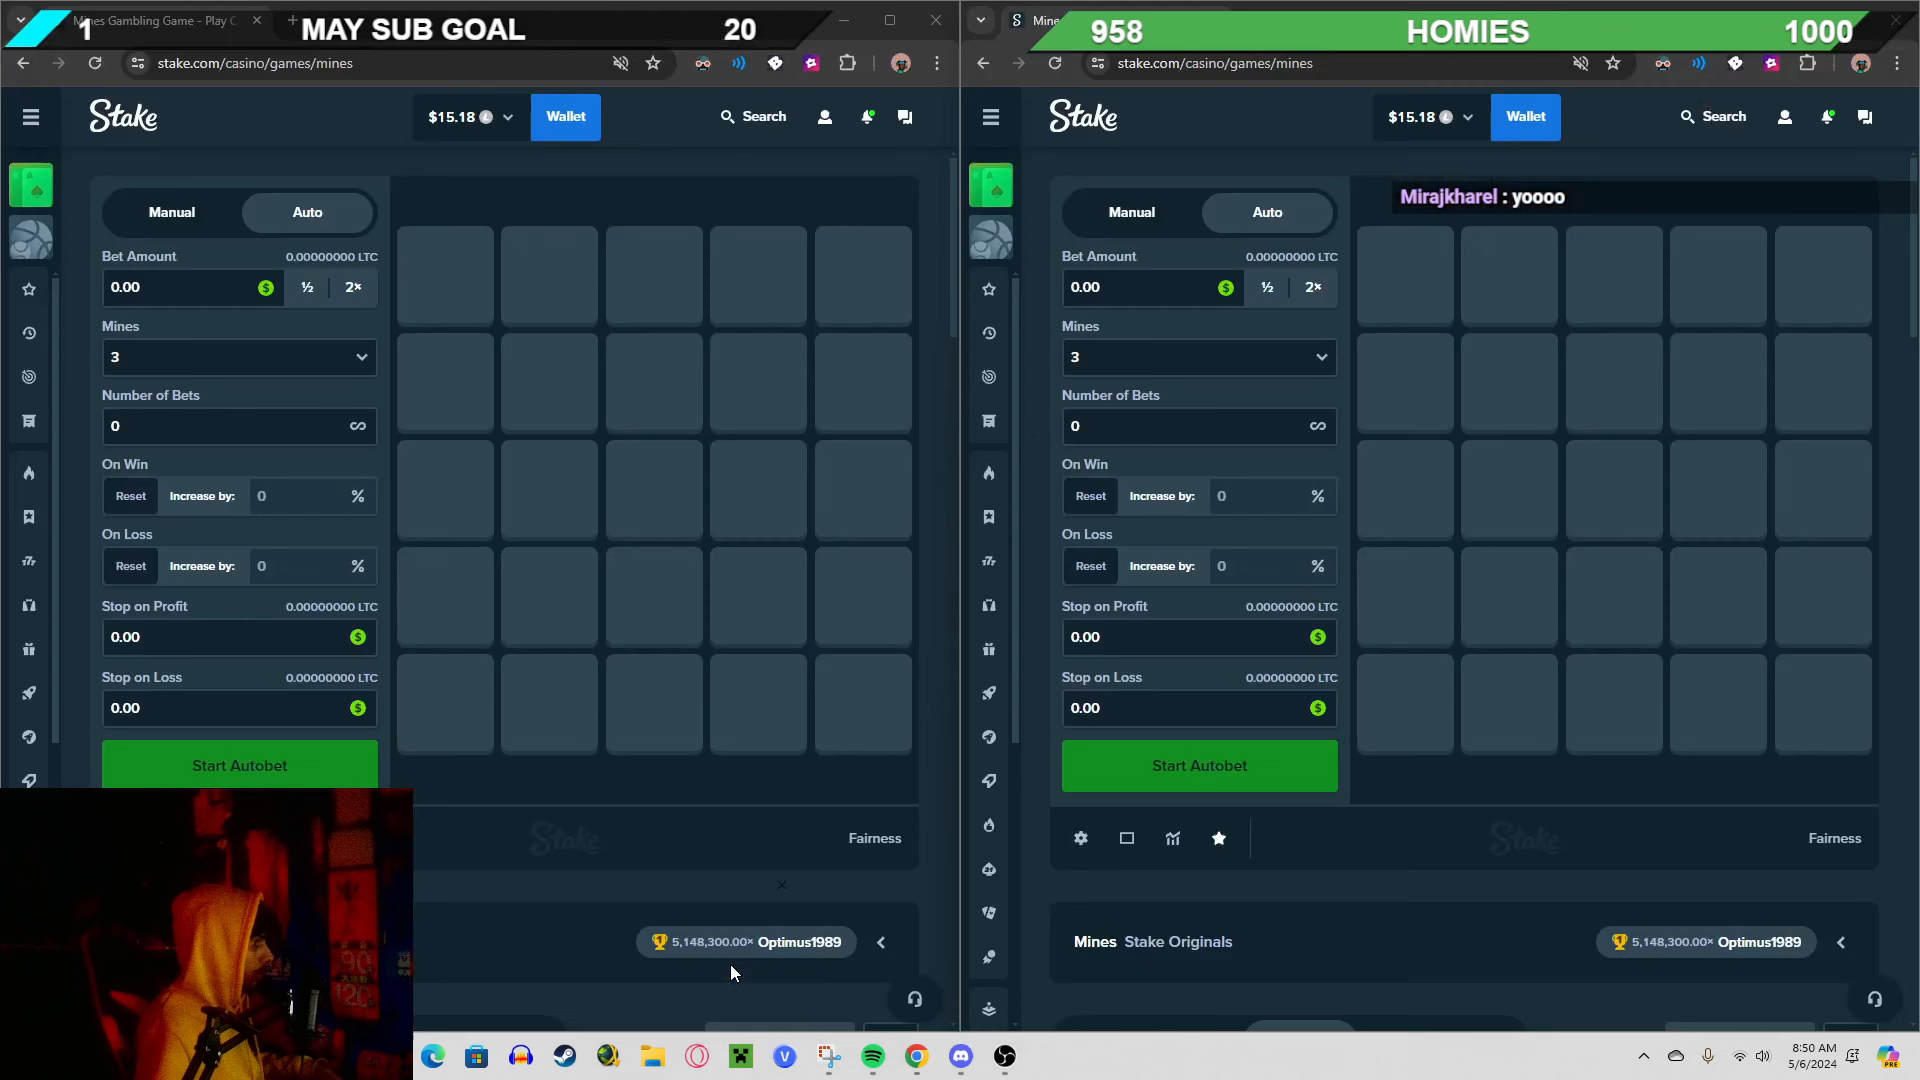 Mines Gambling Game - Play C
1 MAY SUB GOAL 20
Mine
958 HOMIES 1000
stake.com/casino/games/mines
stake.com/casino/games/mines
Stake
$15.18
Wallet
Search
Stake
$15.18
Wallet
Search
Manual
Auto
Bet Amount
0.00000000 LTC
0.00
½
2×
Mines
3
Number of Bets
0
On Win
Reset
Increase by:
0
%
On Loss
Reset
Increase by:
0
%
Stop on Profit
0.00000000 LTC
0.00
Stop on Loss
0.00000000 LTC
0.00
Start Autobet
Stake
Fairness
5,148,300.00× Optimus1989
Mirajkharel : yoooo
Manual
Auto
Bet Amount
0.00000000 LTC
0.00
½
2×
Mines
3
Number of Bets
0
On Win
Reset
Increase by:
0
%
On Loss
Reset
Increase by:
0
%
Stop on Profit
0.00000000 LTC
0.00
Stop on Loss
0.00000000 LTC
0.00
Start Autobet
Stake
Fairness
Mines Stake Originals
5,148,300.00× Optimus1989
90
120
8:50 AM
5/6/2024
PRE